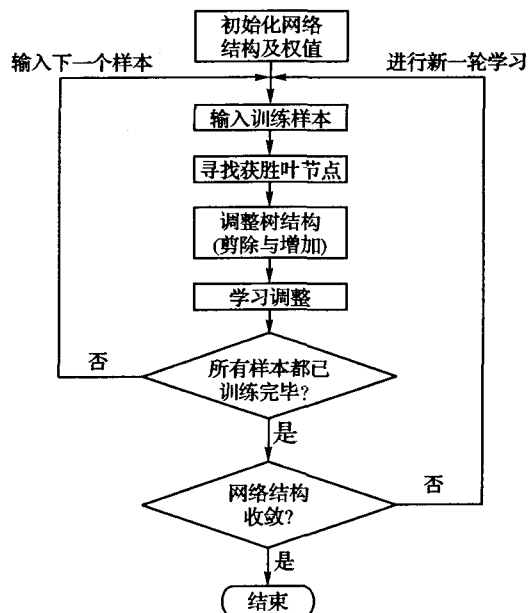 初始化网络
结构及权值
输入下一个样本
进行新一轮学习
输入训练样本
寻找获胜叶节点
调整树结构
(剪除与增加)
学习调整
否
所有样本都已
训练完毕?
是
网络结构
收敛?
否
是
结束